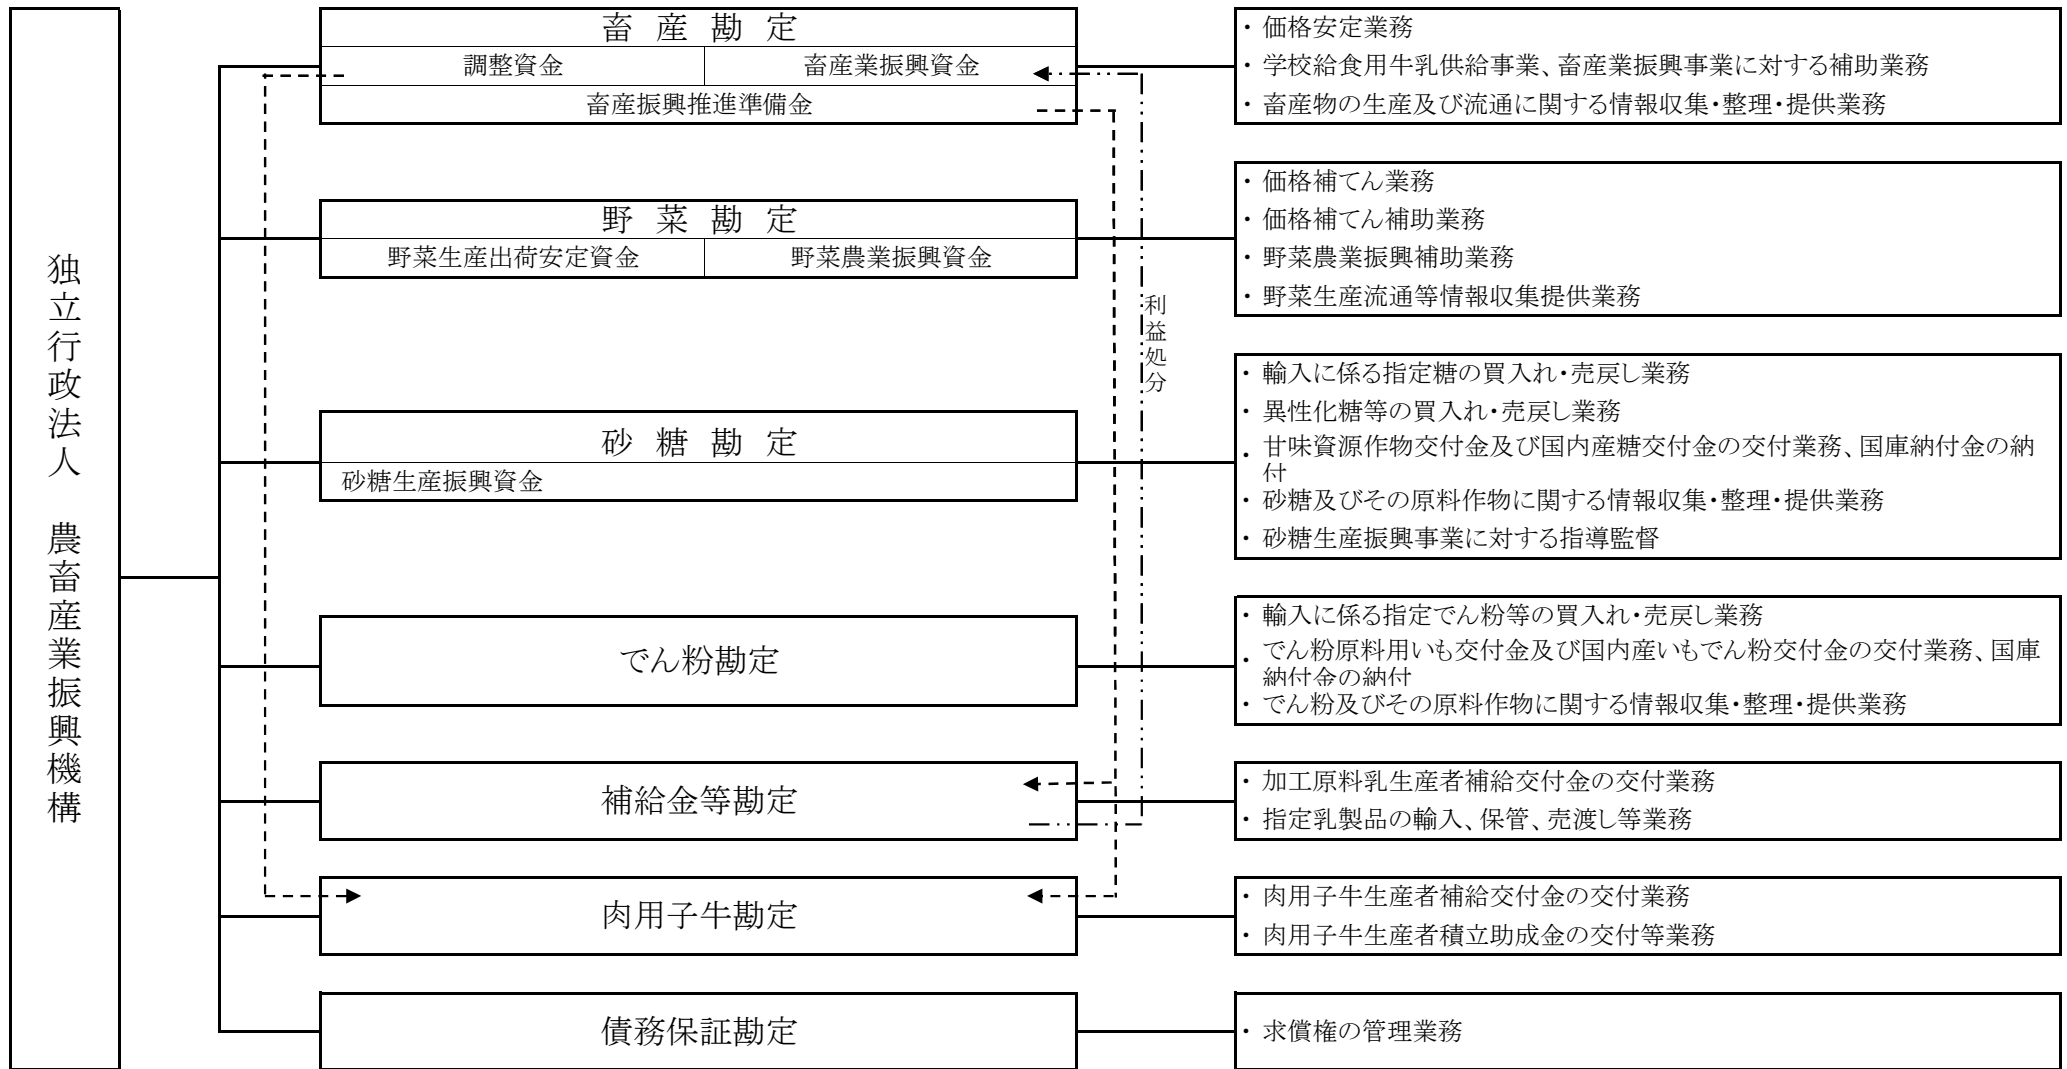 独立行政法人　農畜産業振興機構
畜産勘定
調整資金
畜産業振興資金
畜産振興推進準備金
・ 価格安定業務
・ 学校給食用牛乳供給事業、畜産業振興事業に対する補助業務
・ 畜産物の生産及び流通に関する情報収集・整理・提供業務
野菜勘定
野菜生産出荷安定資金
野菜農業振興資金
・ 価格補てん業務
・ 価格補てん補助業務
・ 野菜農業振興補助業務
・ 野菜生産流通等情報収集提供業務
利益処分
砂糖勘定
砂糖生産振興資金
・ 輸入に係る指定糖の買入れ・売戻し業務
・ 異性化糖等の買入れ・売戻し業務
・ 甘味資源作物交付金及び国内産糖交付金の交付業務、国庫納付金の納
付
・ 砂糖及びその原料作物に関する情報収集・整理・提供業務
・ 砂糖生産振興事業に対する指導監督
でん粉勘定
・ 輸入に係る指定でん粉等の買入れ・売戻し業務
・ でん粉原料用いも交付金及び国内産いもでん粉交付金の交付業務、国庫
納付金の納付
・ でん粉及びその原料作物に関する情報収集・整理・提供業務
補給金等勘定
・ 加工原料乳生産者補給交付金の交付業務
・ 指定乳製品の輸入、保管、売渡し等業務
肉用子牛勘定
・ 肉用子牛生産者補給交付金の交付業務
・ 肉用子牛生産者積立助成金の交付等業務
債務保証勘定
・ 求償権の管理業務